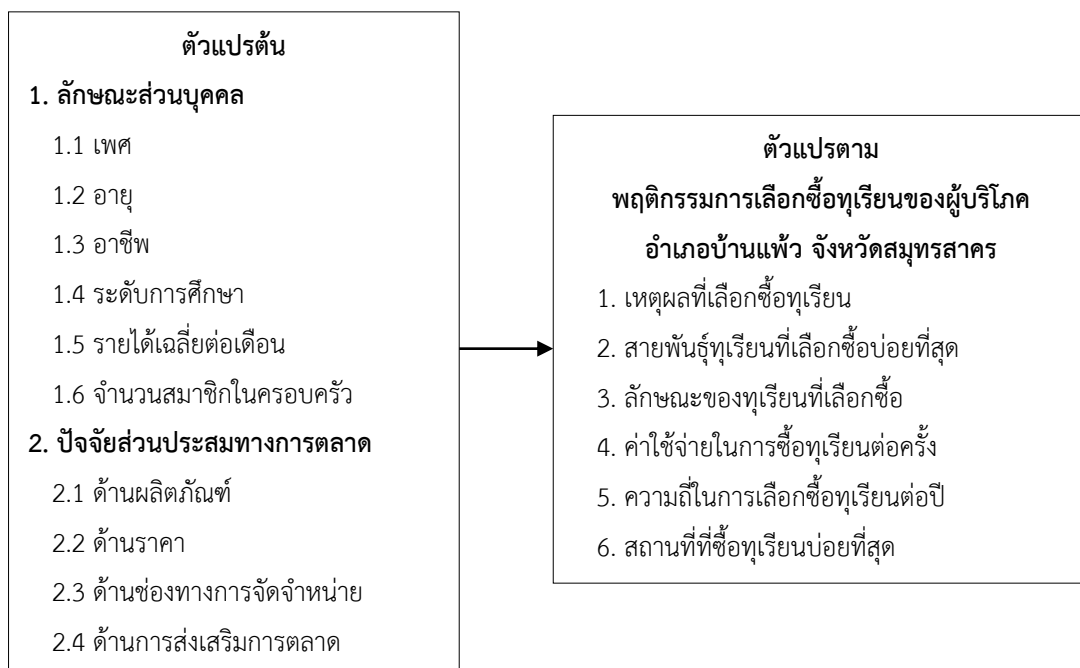 ตัวแปรต้น
1. ลักษณะส่วนบุคคล
1.1 เพศ
1.2 อายุ
1.3 อาชีพ
1.4 ระดับการศึกษา
1.5 รายได้เฉลี่ยต่อเดือน
1.6 จำนวนสมาชิกในครอบครัว
2. ปัจจัยส่วนประสมทางการตลาด
2.1 ด้านผลิตภัณฑ์
2.2 ด้านราคา
2.3 ด้านช่องทางการจัดจำหน่าย
2.4 ด้านการส่งเสริมการตลาด
ตัวแปรตาม
พฤติกรรมการเลือกซื้อทุเรียนของผู้บริโภค
อำเภอบ้านแพ้ว จังหวัดสมุทรสาคร
1. เหตุผลที่เลือกซื้อทุเรียน
2. สายพันธุ์ทุเรียนที่เลือกซื้อบ่อยที่สุด
3. ลักษณะของทุเรียนที่เลือกซื้อ
4. ค่าใช้จ่ายในการซื้อทุเรียนต่อครั้ง
5. ความถี่ในการเลือกซื้อทุเรียนต่อปี
6. สถานที่ที่ซื้อทุเรียนบ่อยที่สุด